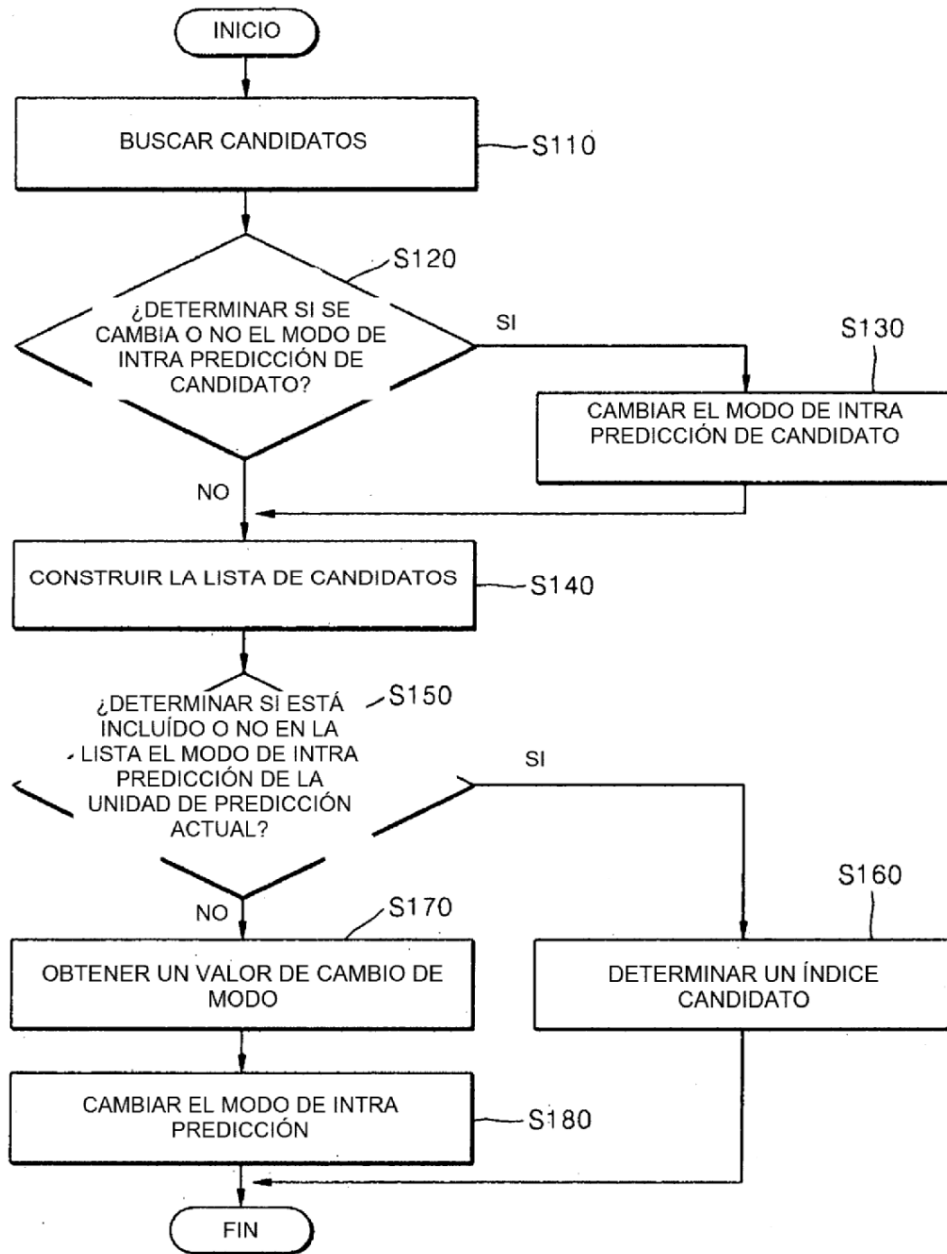 INICIO
BUSCAR CANDIDATOS
S110
S120
¿DETERMINAR SI SE
CAMBIA O NO EL MODO DE
INTRA PREDICCIÓN DE
CANDIDATO?
SI
S130
CAMBIAR EL MODO DE INTRA
PREDICCIÓN DE CANDIDATO
NO
CONSTRUIR LA LISTA DE CANDIDATOS
S140
¿DETERMINAR SI ESTÁ
INCLUÍDO O NO EN LA
LISTA EL MODO DE INTRA
PREDICCIÓN DE LA
UNIDAD DE PREDICCIÓN
ACTUAL?
S150
SI
S160
DETERMINAR UN ÍNDICE
CANDIDATO
NO
S170
OBTENER UN VALOR DE CAMBIO DE
MODO
CAMBIAR EL MODO DE INTRA
PREDICCIÓN
S180
FIN